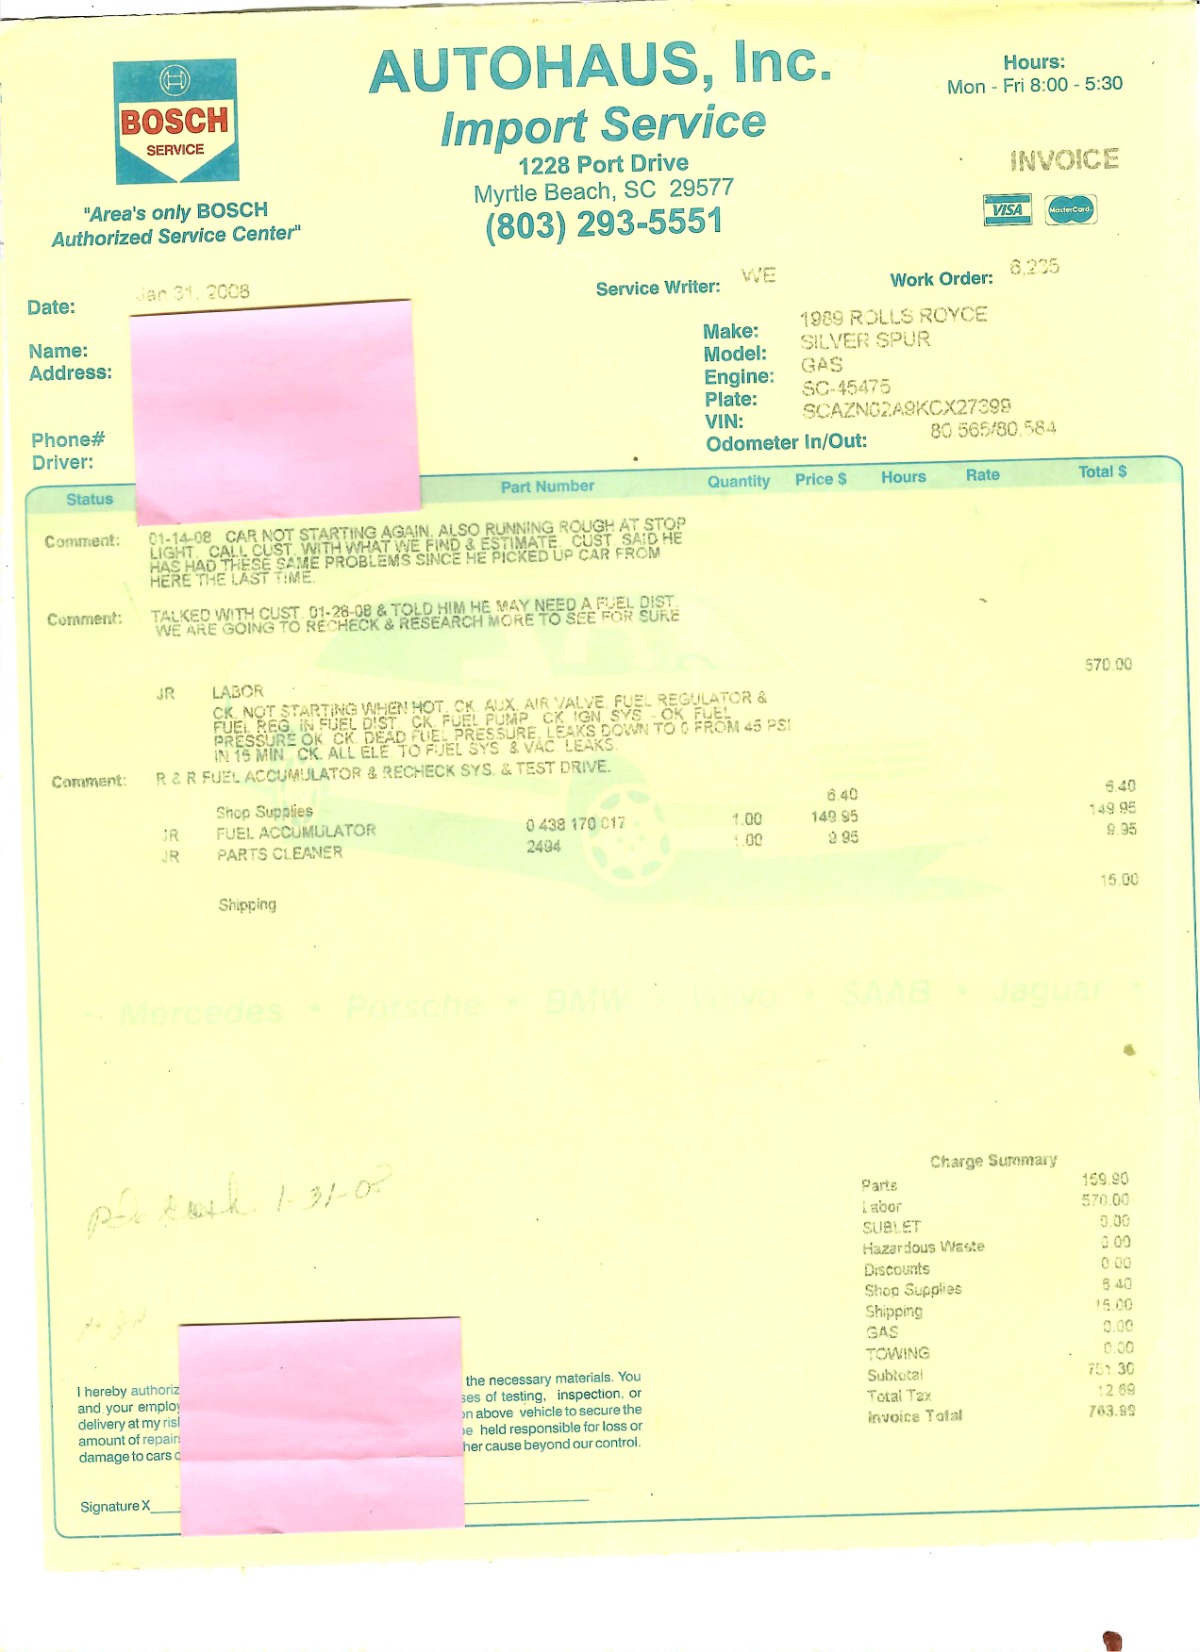 AUTOHAUS, Inc.
Import Service
1228 Port Drive
Myrtle Beach, SC 29577
(803) 293-5551
BOSCH
SERVICE
"Area's only BOSCH
Authorized Service Center"
Hours:
Mon - Fri 8:00 - 5:30
INVOICE
VISA MasterCard
Date: Jan 31, 2008
Service Writer: WE
Work Order: 6,235
Name:
Address:
Phone#
Driver:
Make: 1989 ROLLS ROYCE
Model: SILVER SPUR
Engine: GAS
Plate: SC-45475
VIN: SCAZN02A9KCX27399
Odometer In/Out: 80,565/80,584
Status Part Number Quantity Price $ Hours Rate Total $
Comment: 01-14-08 CAR NOT STARTING AGAIN. ALSO RUNNING ROUGH AT STOP
LIGHT. CALL CUST. WITH WHAT WE FIND & ESTIMATE. CUST. SAID HE
HAS HAD THESE SAME PROBLEMS SINCE HE PICKED UP CAR FROM
HERE THE LAST TIME.
Comment: TALKED WITH CUST. 01-28-08 & TOLD HIM HE MAY NEED A FUEL DIST.
WE ARE GOING TO RECHECK & RESEARCH MORE TO SEE FOR SURE
JR LABOR 570.00
CK. NOT STARTING WHEN HOT. CK. AUX. AIR VALVE, FUEL REGULATOR &
FUEL REG. IN FUEL DIST. CK. FUEL PUMP. CK. IGN SYS. - OK. FUEL
PRESSURE OK. CK. DEAD FUEL PRESSURE, LEAKS DOWN TO 0 FROM 45 PSI
IN 15 MIN. CK. ALL ELE. TO FUEL SYS. & VAC. LEAKS.
Comment: R & R FUEL ACCUMULATOR & RECHECK SYS. & TEST DRIVE.
Shop Supplies 6.40 6.40
JR FUEL ACCUMULATOR 0 438 170 017 1.00 149.95 149.95
JR PARTS CLEANER 2494 1.00 9.95 9.95
Shipping 15.00
• Mercedes • Porsche • BMW • Volvo • SAAB • Jaguar •
1-31-08
Charge Summary
Parts 159.90
Labor 570.00
SUBLET 0.00
Hazardous Waste 0.00
Discounts 0.00
Shop Supplies 6.40
Shipping 15.00
GAS 0.00
TOWING 0.00
Subtotal 751.30
Total Tax 12.69
Invoice Total 763.99
I hereby authoriz the necessary materials. You
and your employ ses of testing, inspection, or
delivery at my risk n above vehicle to secure the
amount of repairs e held responsible for loss or
damage to cars o her cause beyond our control.
Signature X